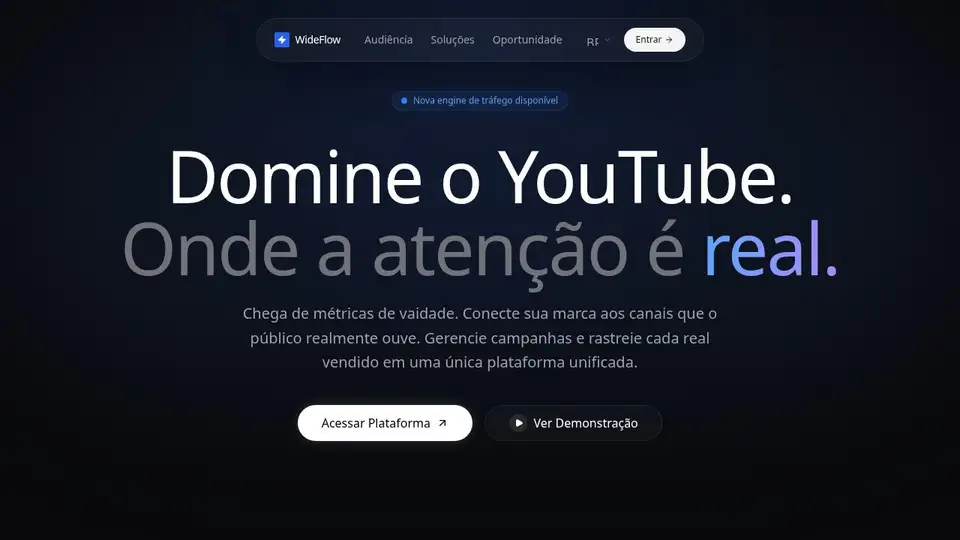 WideFlow
Audiência
Soluções
Oportunidade
Entrar
Nova engine de tráfego disponível
Domine o YouTube.
Onde a atenção é real.
Chega de métricas de vaidade. Conecte sua marca aos canais que o
público realmente ouve. Gerencie campanhas e rastreie cada real
vendido em uma única plataforma unificada.
Acessar Plataforma
Ver Demonstração